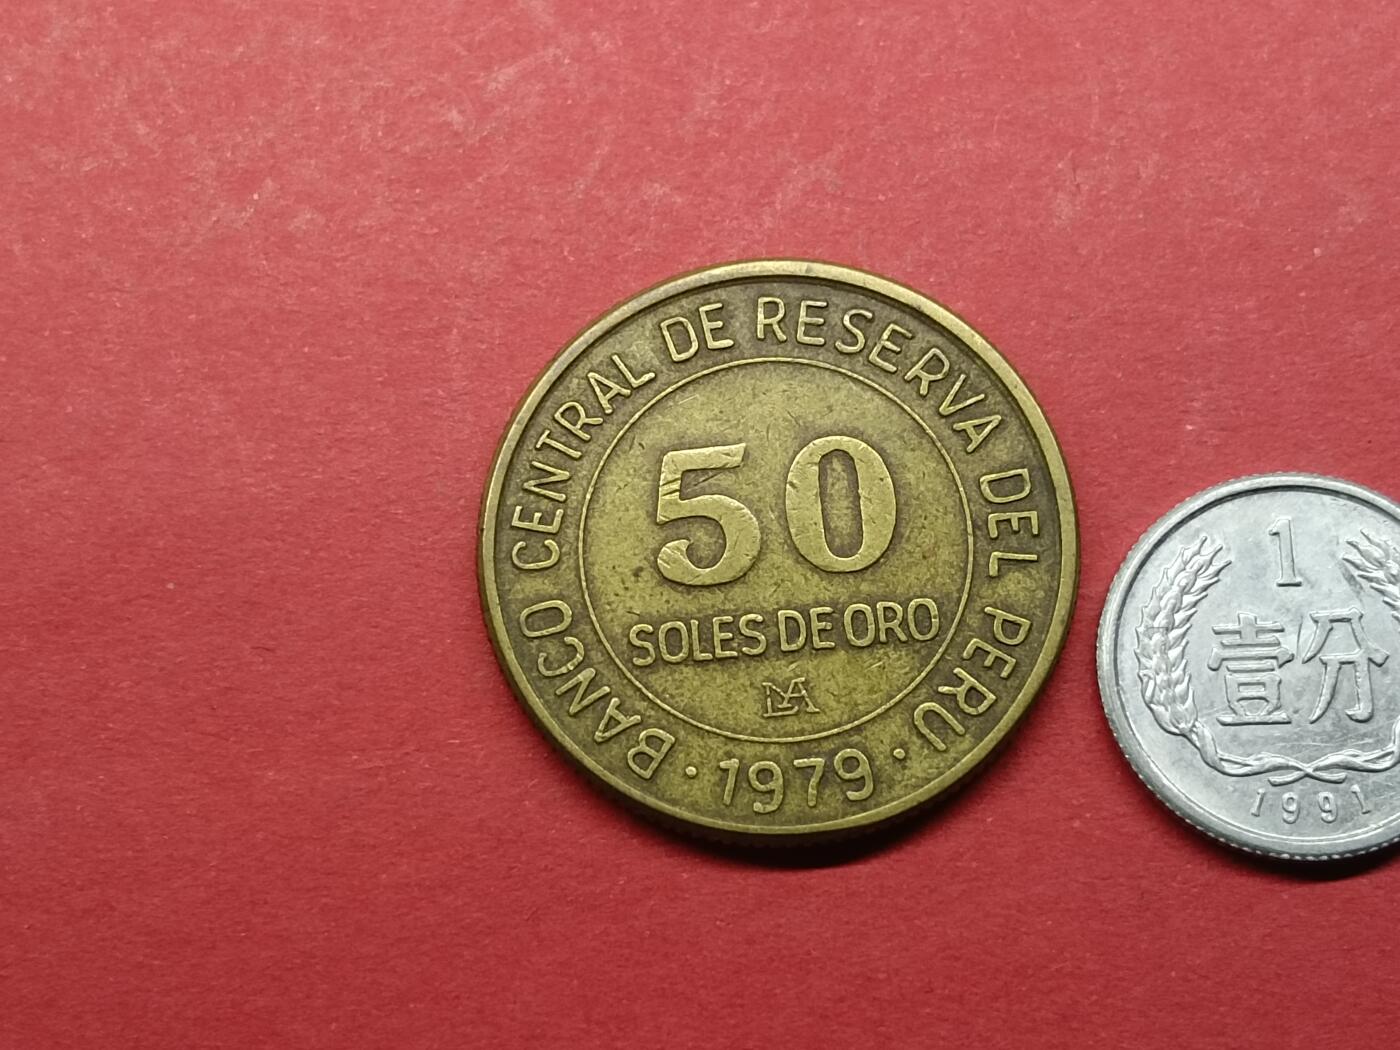 BANCO CENTRAL DE RESERVA DEL PERU
50
SOLES DE ORO
· 1979 ·
1
壹分
1991